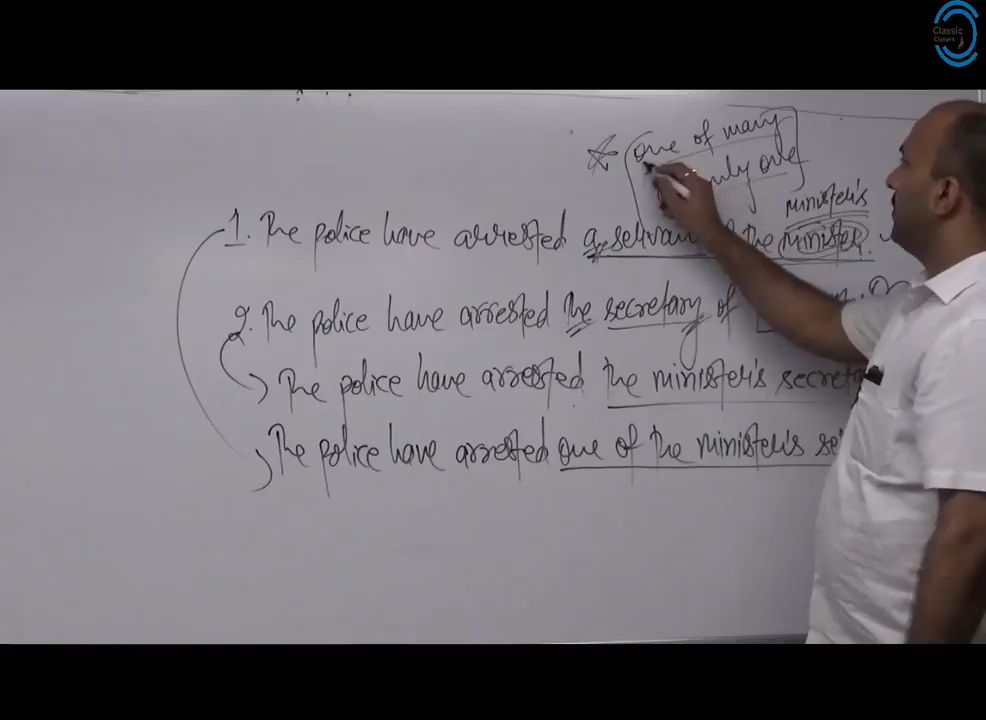 Classic
Classes
one of many
only one
minister's
1. The police have arrested a servant of the minister.
2. The police have arrested the secretary of
The police have arrested the minister's
The police have arrested one of the minister's